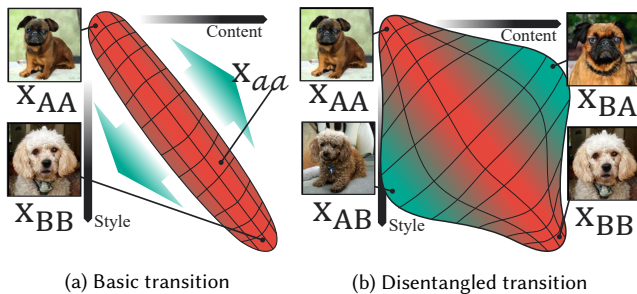 Content
X_AA
x_aa
X_BB
Style
(a) Basic transition
Content
X_AA
X_BA
X_AB
X_BB
Style
(b) Disentangled transition